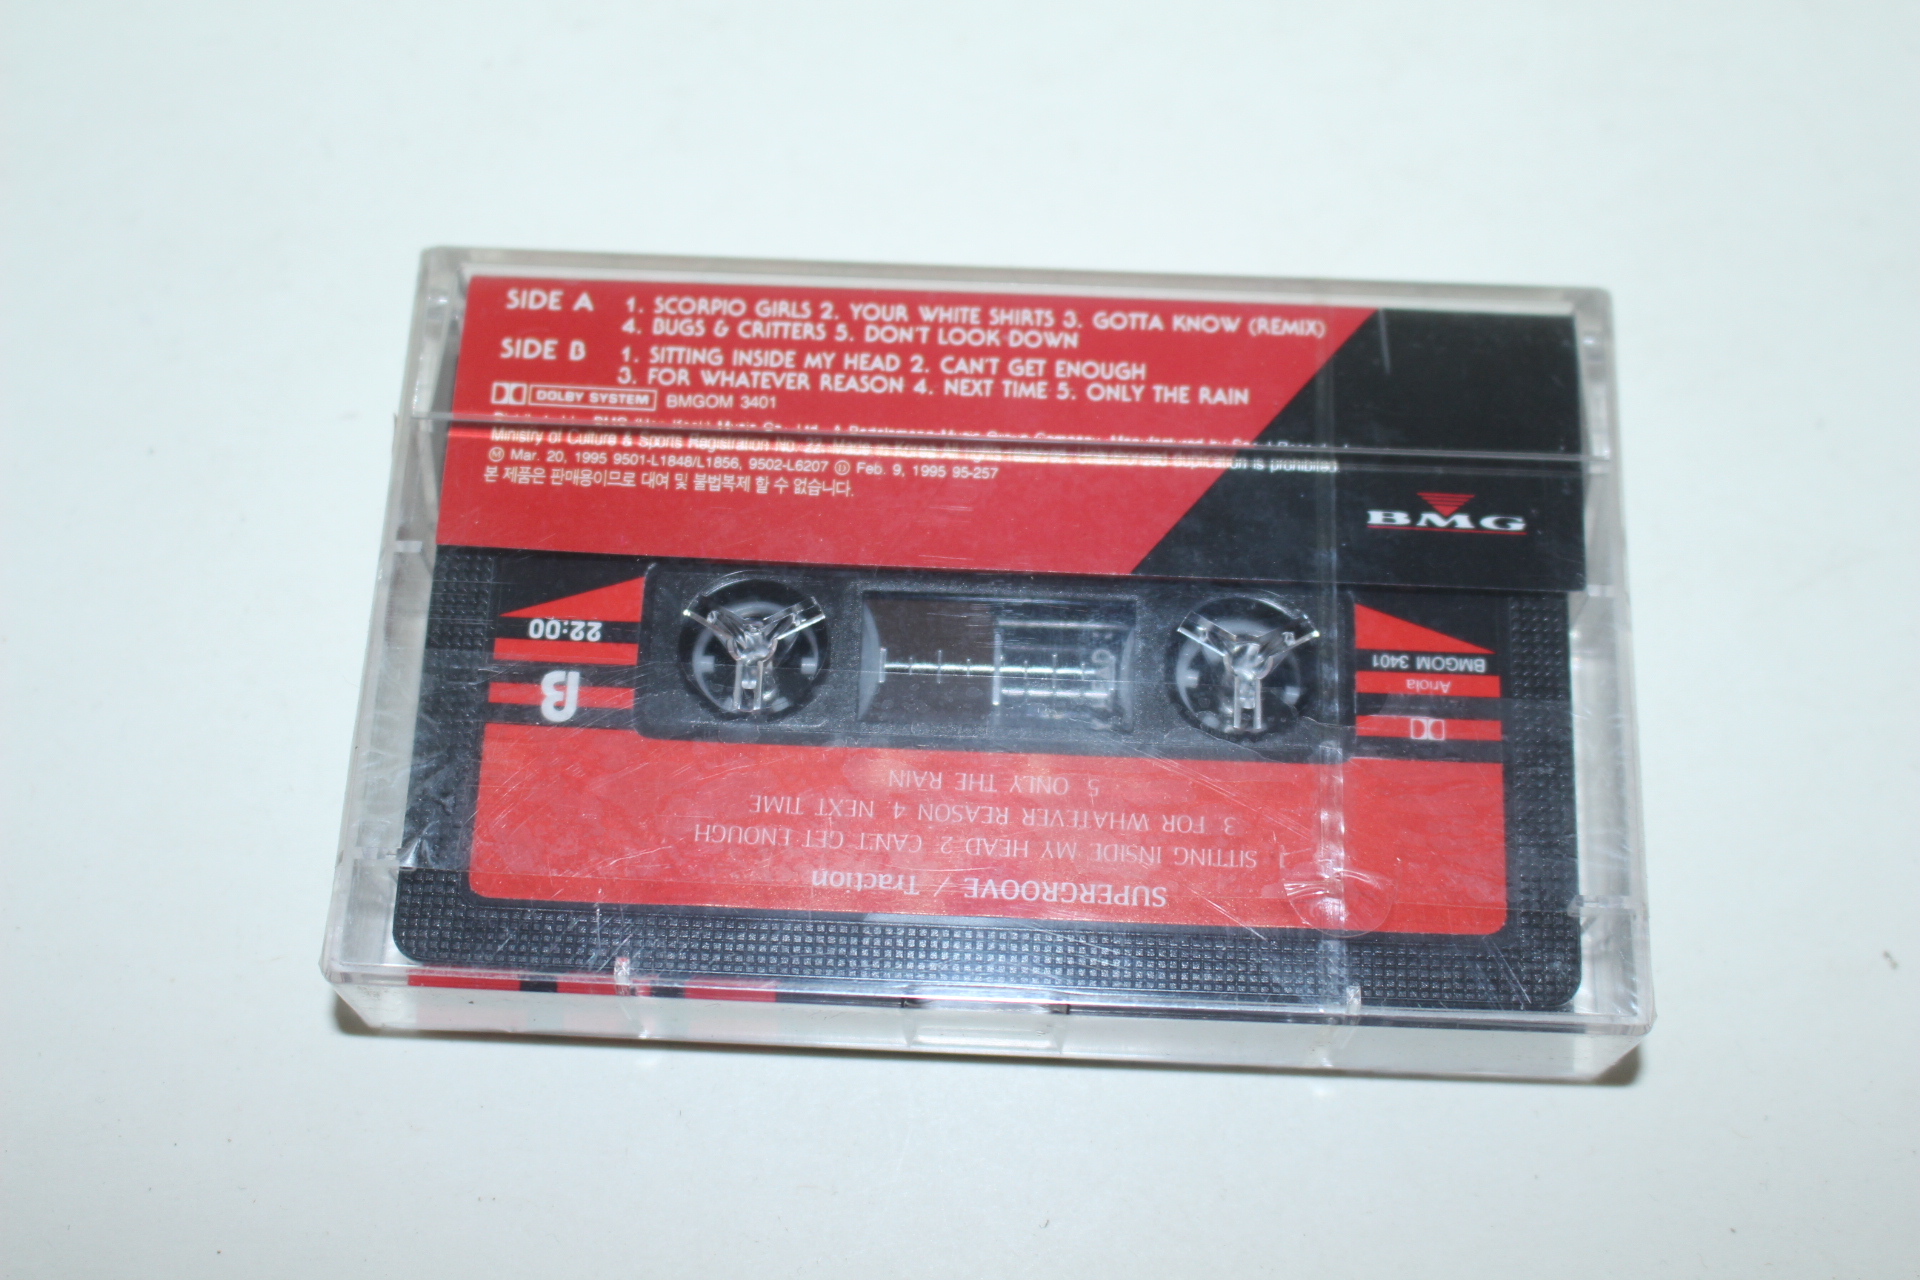 SIDE A 1. SCORPIO GIRLS 2. YOUR WHITE SHIRTS 3. GOTTA KNOW (REMIX)
4. BUGS & CRITTERS 5. DON'T LOOK DOWN
SIDE B 1. SITTING INSIDE MY HEAD 2. CAN'T GET ENOUGH
3. FOR WHATEVER REASON 4. NEXT TIME 5. ONLY THE RAIN
DOLBY SYSTEM BMGOM 3401
Ministry of Culture & Sports Registration No. 22. Made in Korea duplication is prohibited
Ⓜ Mar. 20, 1995 9501-L1848/L1856, 9502-L6207 Ⓓ Feb. 9, 1995 95-257
본 제품은 판매용이므로 대여 및 불법복제 할 수 없습니다.
BMG
22:00
B
BMGOM 3401
Ariola
SUPERGROOVE / Traction
1. SITTING INSIDE MY HEAD 2. CAN'T GET ENOUGH
3. FOR WHATEVER REASON 4. NEXT TIME
5. ONLY THE RAIN